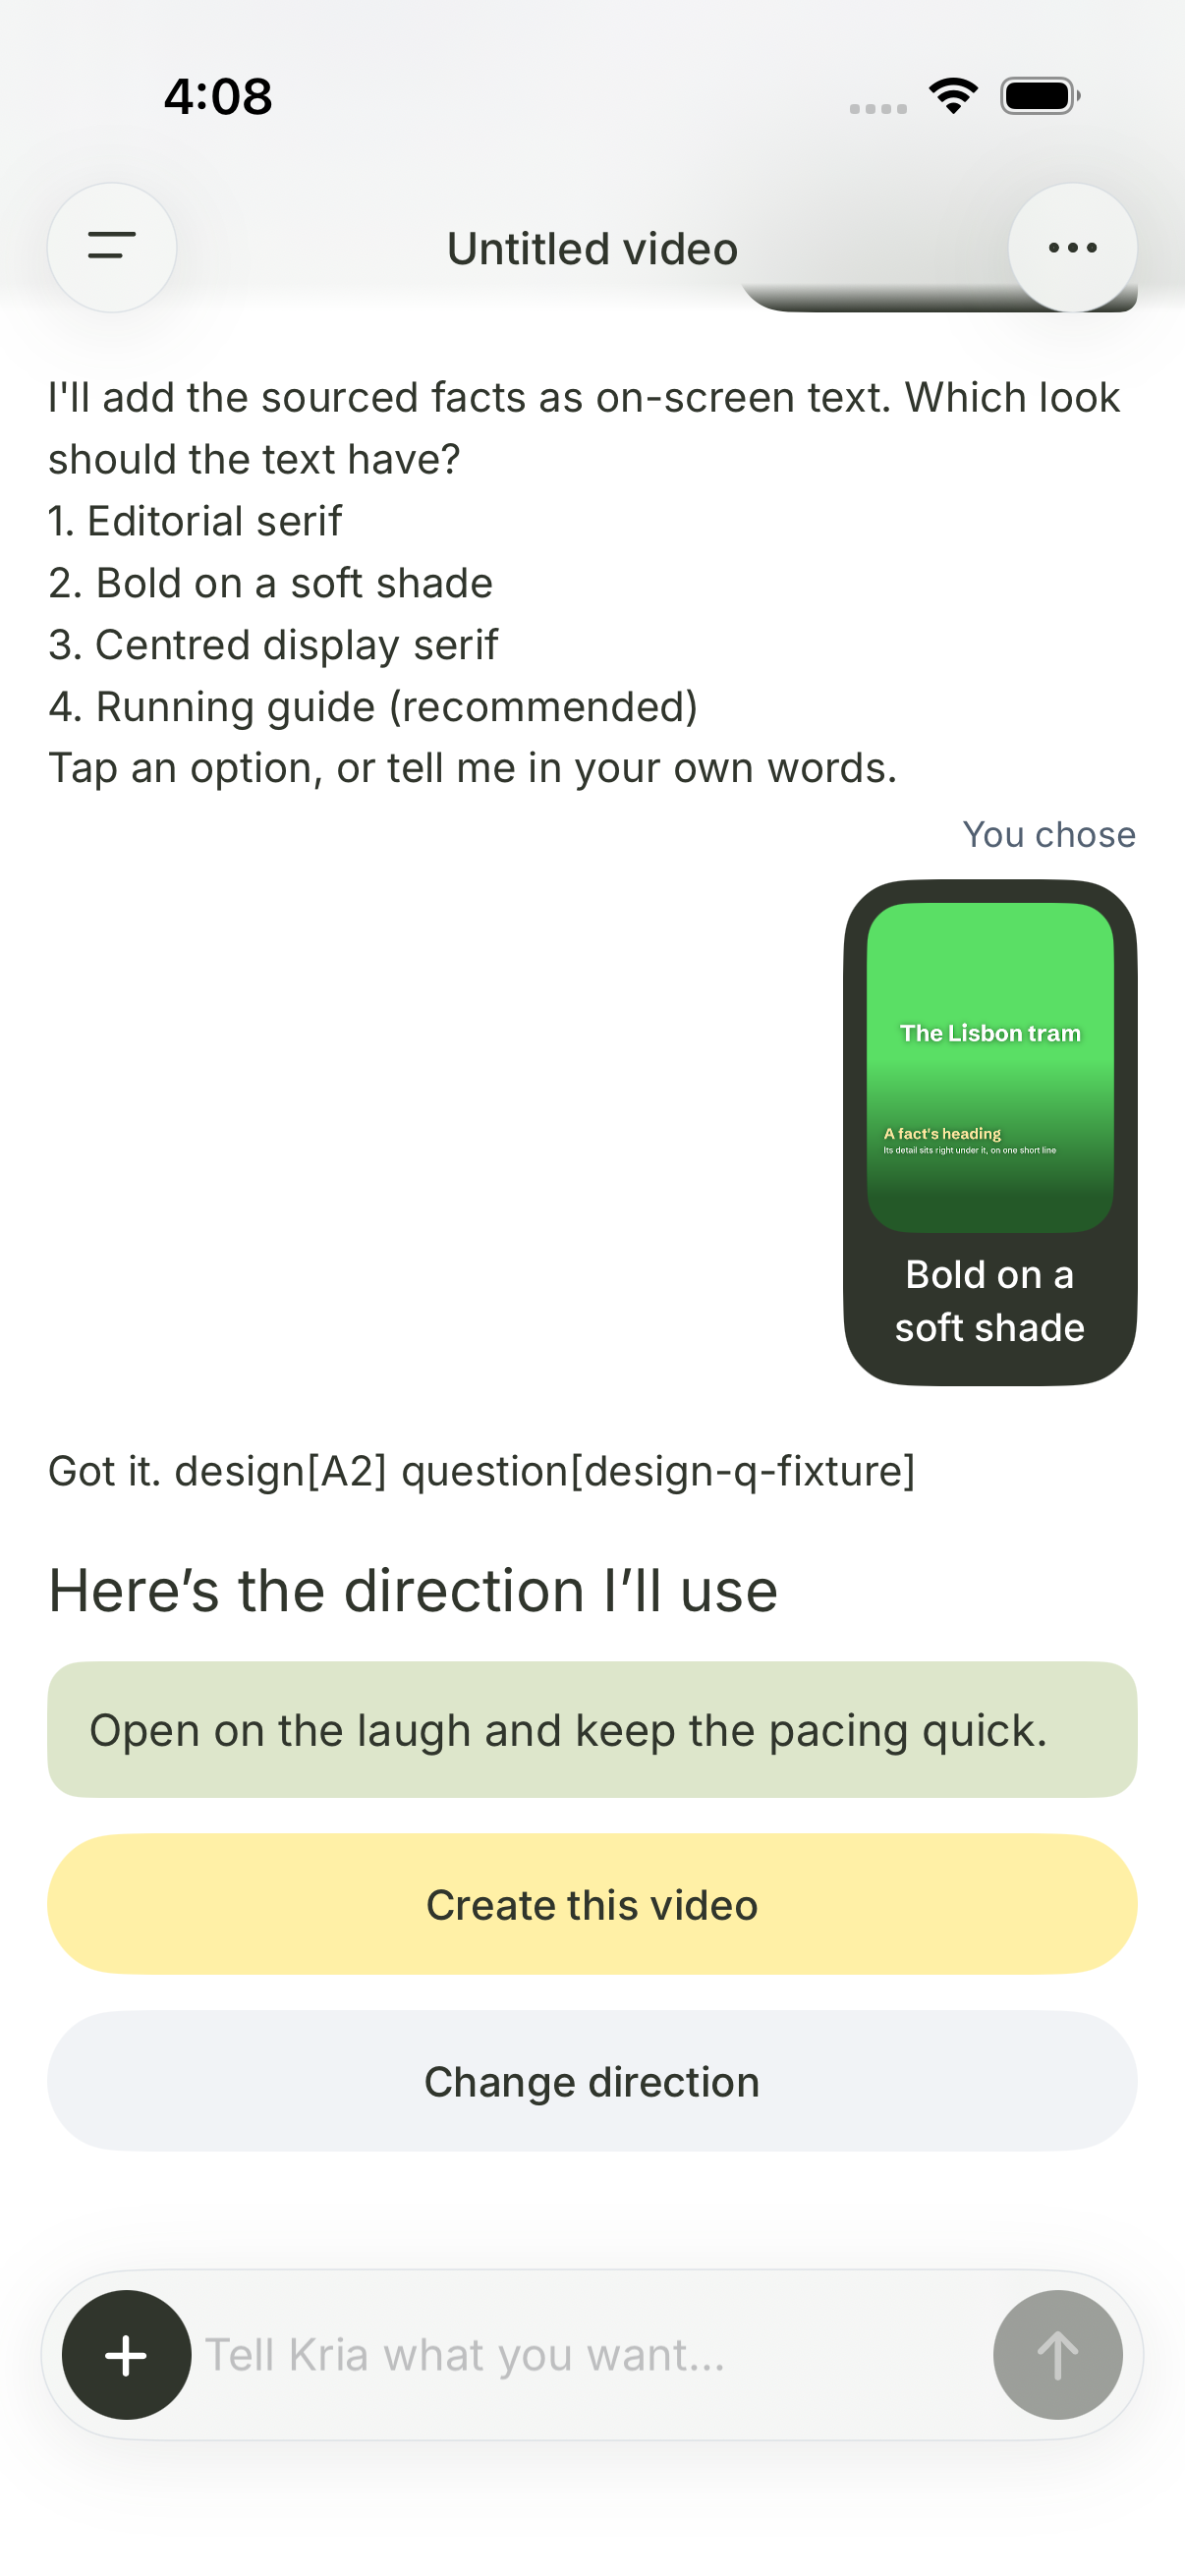 4:08
Untitled video
I'll add the sourced facts as on-screen text. Which look
should the text have?
1. Editorial serif
2. Bold on a soft shade
3. Centred display serif
4. Running guide (recommended)
Tap an option, or tell me in your own words.
You chose
The Lisbon tram
A fact's heading
Its detail sits right under it, on one short line
Bold on a
soft shade
Got it. design[A2] question[design-q-fixture]
Here’s the direction I’ll use
Open on the laugh and keep the pacing quick.
Create this video
Change direction
Tell Kria what you want...